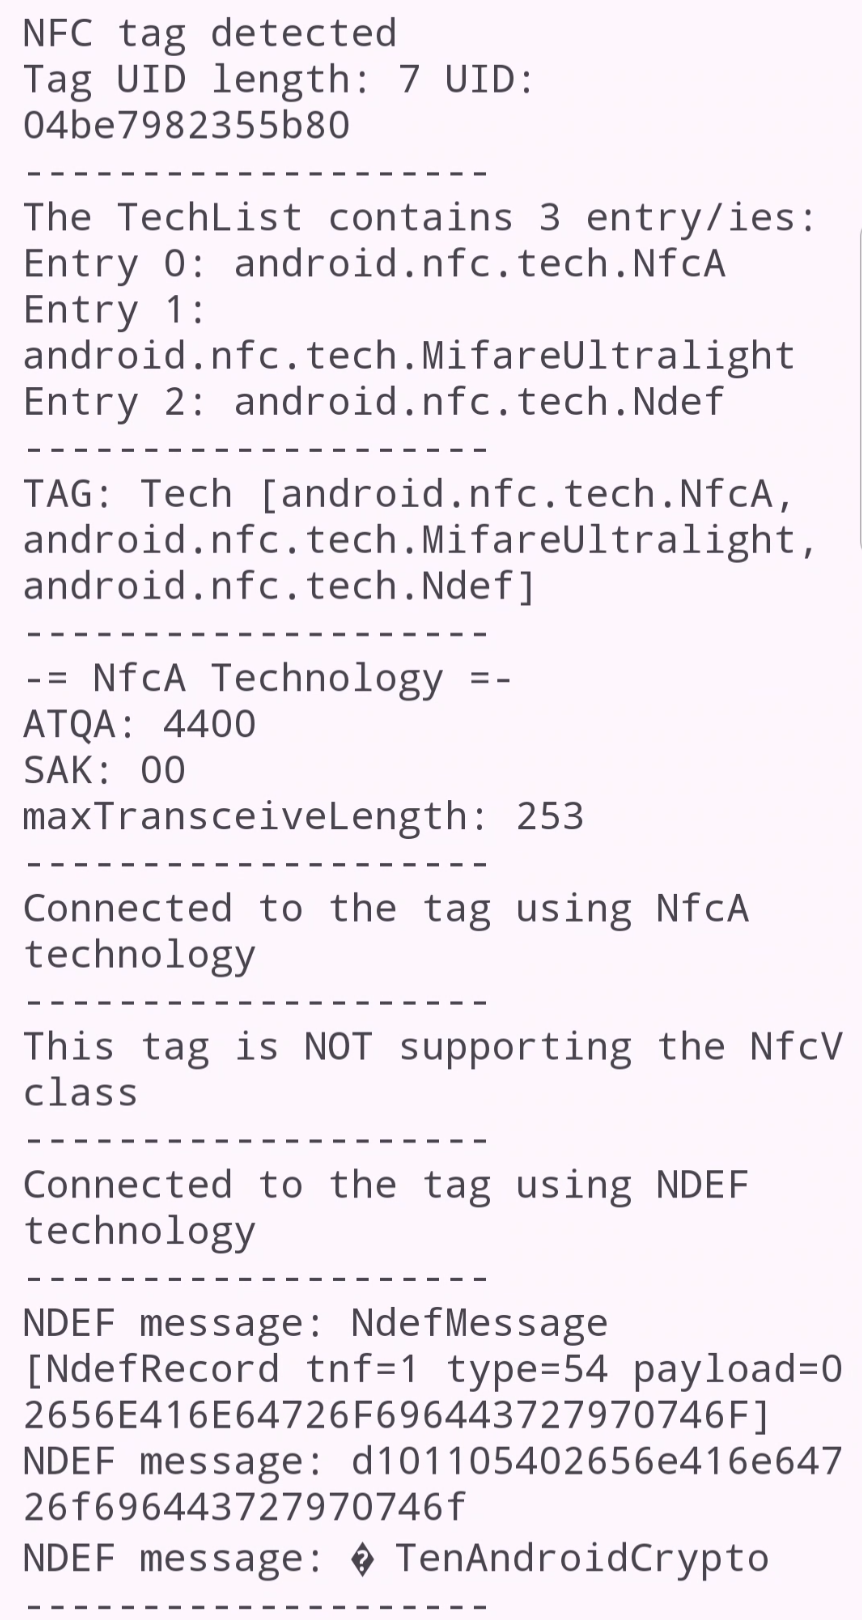 NFC tag detected
Tag UID length: 7 UID:
04be7982355b80
--------------------
The TechList contains 3 entry/ies:
Entry 0: android.nfc.tech.NfcA
Entry 1:
android.nfc.tech.MifareUltralight
Entry 2: android.nfc.tech.Ndef
--------------------
TAG: Tech [android.nfc.tech.NfcA,
android.nfc.tech.MifareUltralight,
android.nfc.tech.Ndef]
--------------------
-= NfcA Technology =-
ATQA: 4400
SAK: 00
maxTransceiveLength: 253
--------------------
Connected to the tag using NfcA
technology
--------------------
This tag is NOT supporting the NfcV
class
--------------------
Connected to the tag using NDEF
technology
--------------------
NDEF message: NdefMessage
[NdefRecord tnf=1 type=54 payload=0
2656E416E64726F696443727970746F]
NDEF message: d101105402656e416e647
26f696443727970746f
NDEF message: � TenAndroidCrypto
--------------------